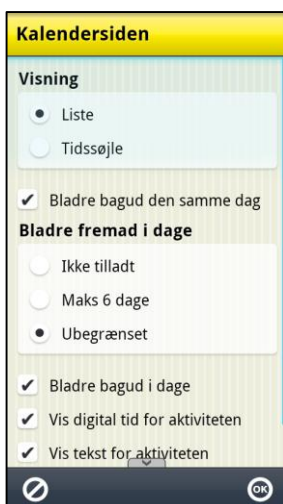 Kalendersiden
Visning
Liste
Tidssøjle
Bladre bagud den samme dag
Bladre fremad i dage
Ikke tilladt
Maks 6 dage
Ubegrænset
Bladre bagud i dage
Vis digital tid for aktiviteten
Vis tekst for aktiviteten
OK